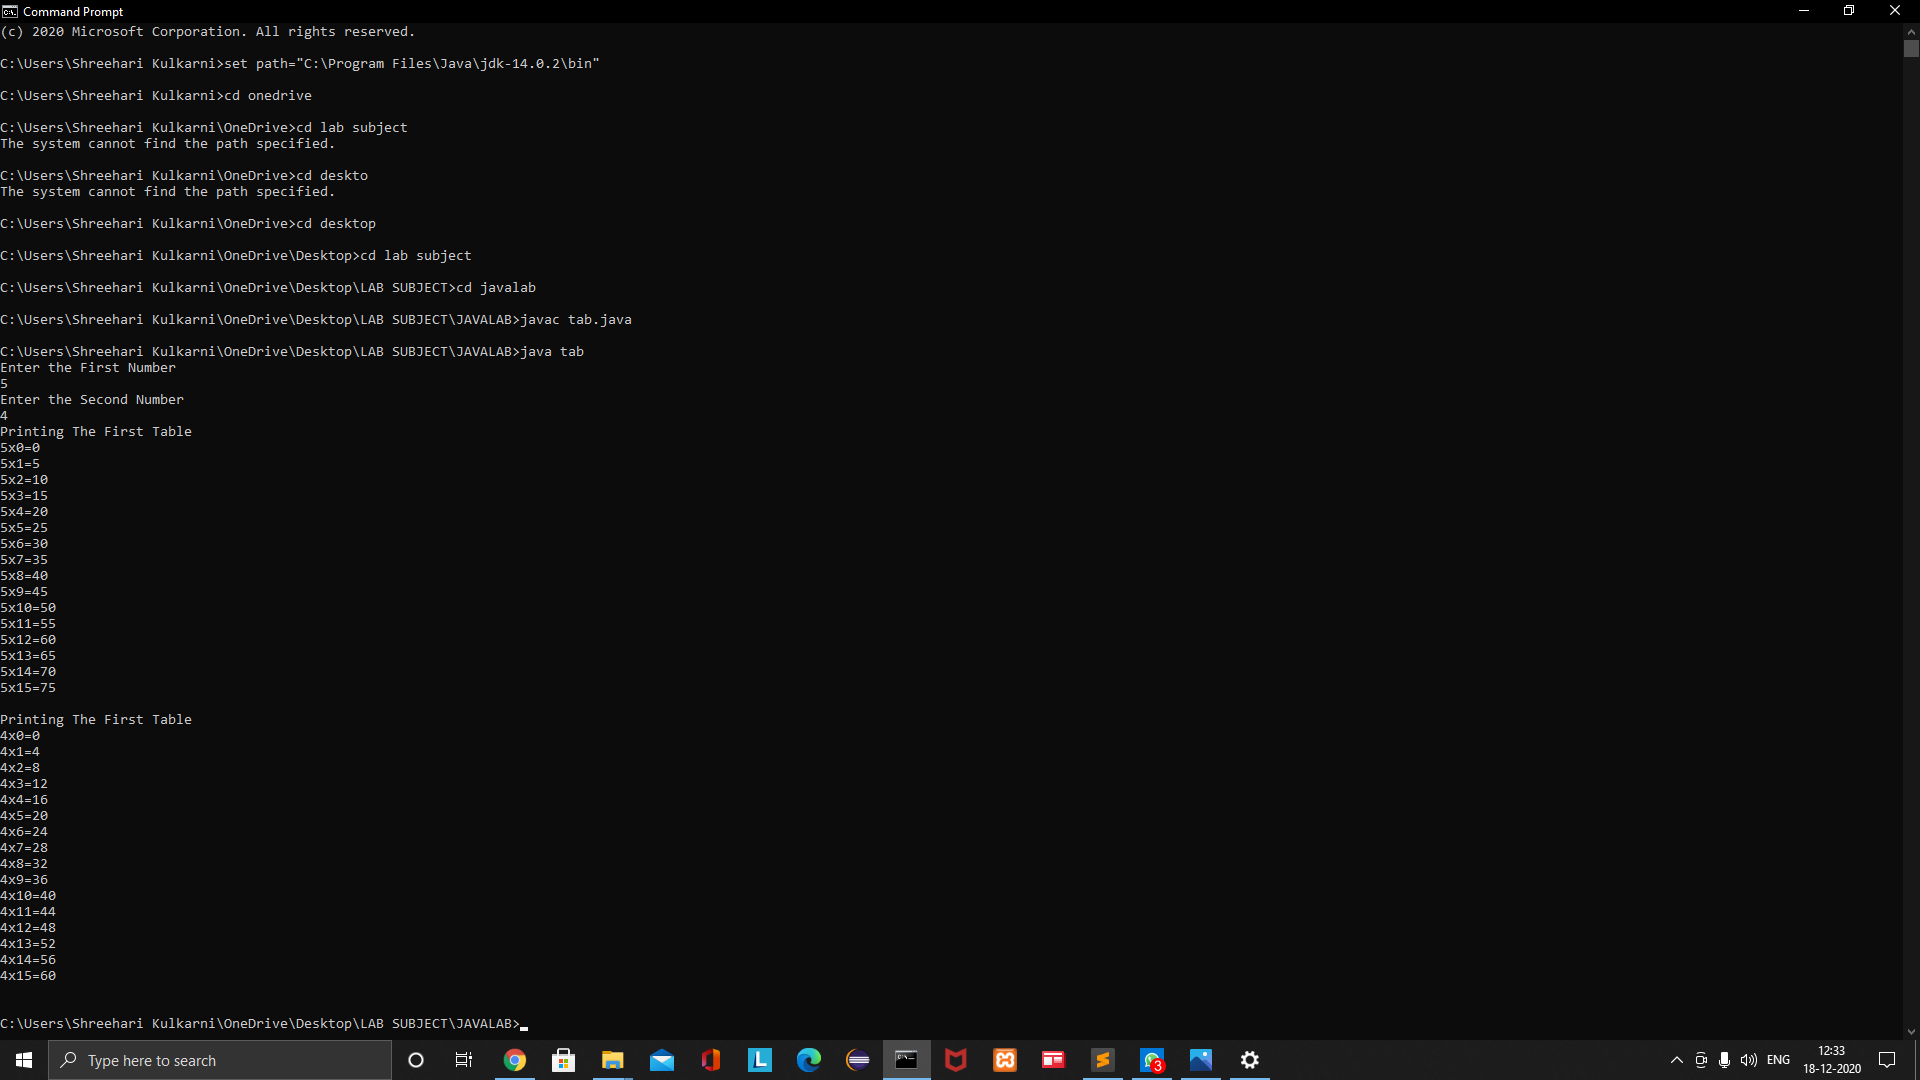 Command Prompt
(c) 2020 Microsoft Corporation. All rights reserved.
C:\Users\Shreehari Kulkarni>set path="C:\Program Files\Java\jdk-14.0.2\bin"
C:\Users\Shreehari Kulkarni>cd onedrive
C:\Users\Shreehari Kulkarni\OneDrive>cd lab subject
The system cannot find the path specified.
C:\Users\Shreehari Kulkarni\OneDrive>cd deskto
The system cannot find the path specified.
C:\Users\Shreehari Kulkarni\OneDrive>cd desktop
C:\Users\Shreehari Kulkarni\OneDrive\Desktop>cd lab subject
C:\Users\Shreehari Kulkarni\OneDrive\Desktop\LAB SUBJECT>cd javalab
C:\Users\Shreehari Kulkarni\OneDrive\Desktop\LAB SUBJECT\JAVALAB>javac tab.java
C:\Users\Shreehari Kulkarni\OneDrive\Desktop\LAB SUBJECT\JAVALAB>java tab
Enter the First Number
5
Enter the Second Number
4
Printing The First Table
5x0=0
5x1=5
5x2=10
5x3=15
5x4=20
5x5=25
5x6=30
5x7=35
5x8=40
5x9=45
5x10=50
5x11=55
5x12=60
5x13=65
5x14=70
5x15=75
Printing The First Table
4x0=0
4x1=4
4x2=8
4x3=12
4x4=16
4x5=20
4x6=24
4x7=28
4x8=32
4x9=36
4x10=40
4x11=44
4x12=48
4x13=52
4x14=56
4x15=60
C:\Users\Shreehari Kulkarni\OneDrive\Desktop\LAB SUBJECT\JAVALAB>
Type here to search
L
3
ENG
12:33
18-12-2020